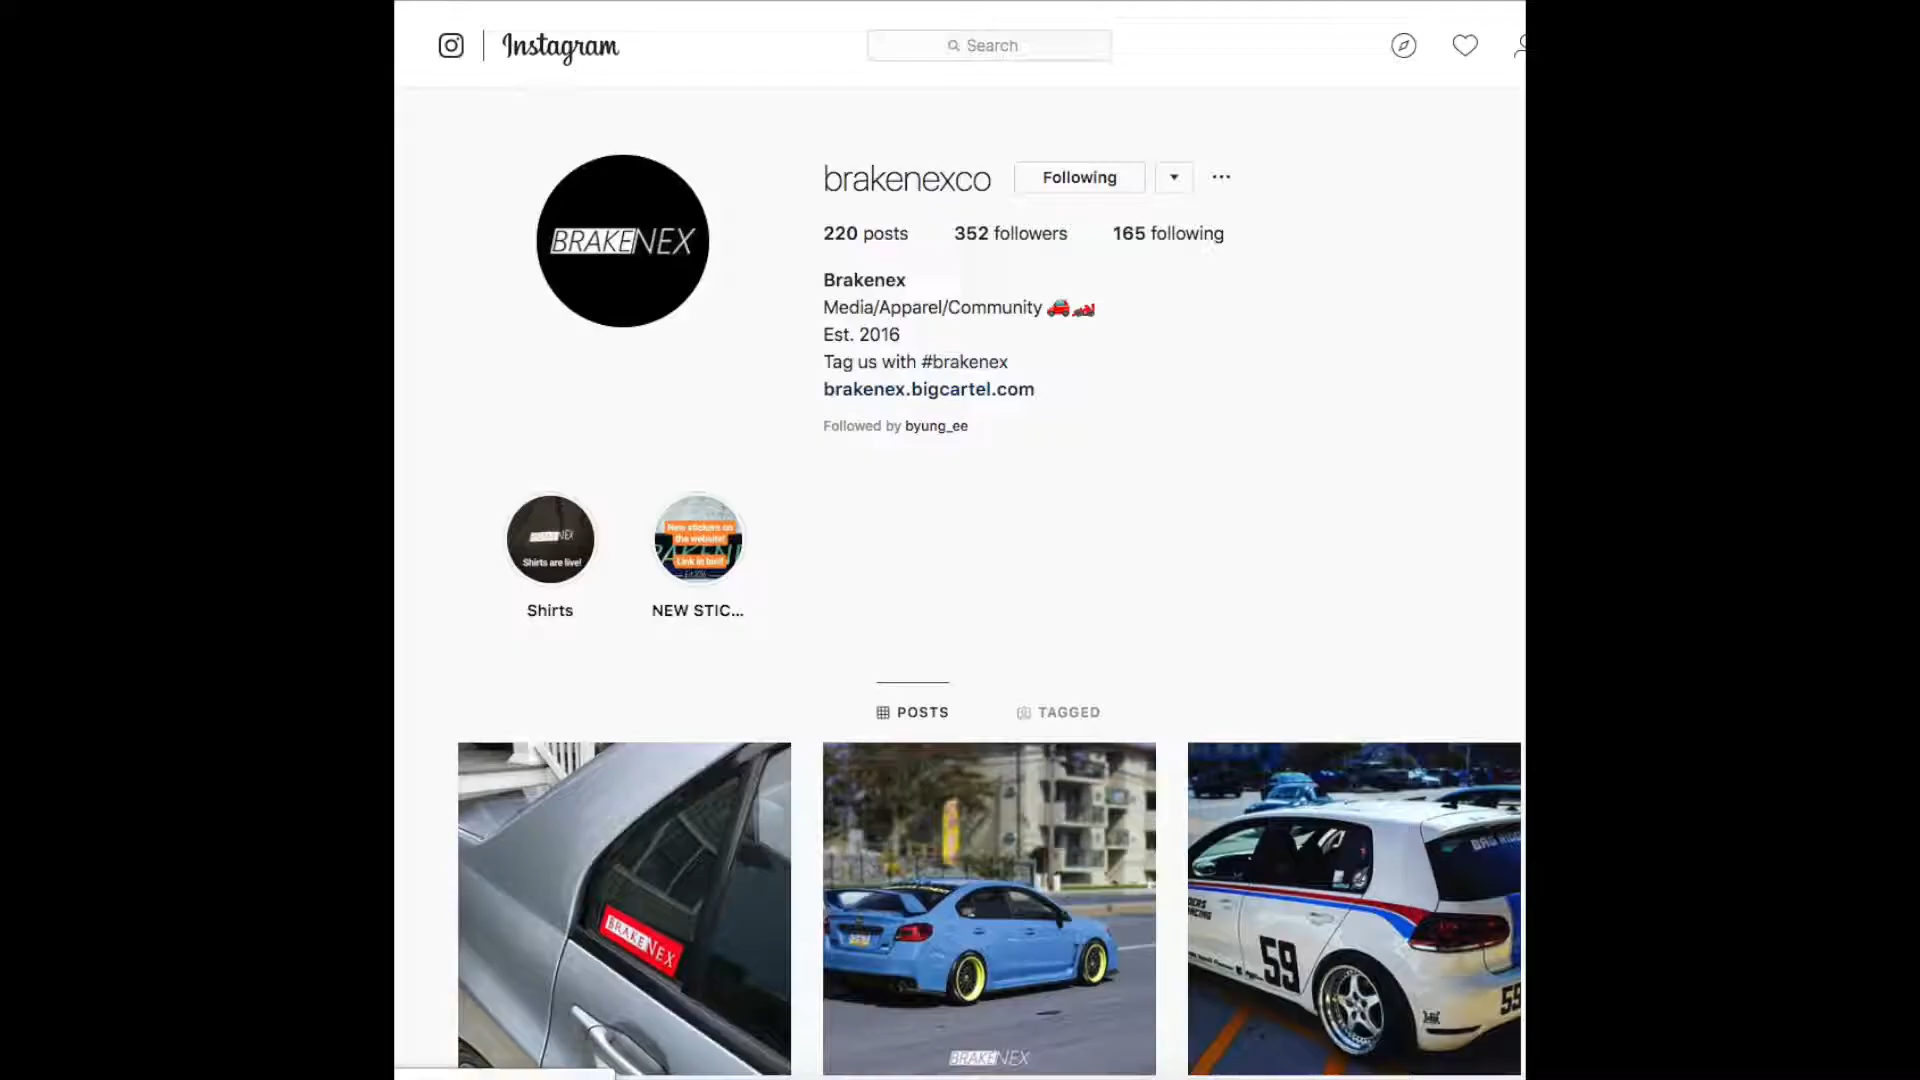 Instagram
Search
brakenexco
Following
220 posts
352 followers
165 following
BRAKENEX
Brakenex
Media/Apparel/Community
Est. 2016
Tag us with #brakenex
brakenex.bigcartel.com
Followed by byung_ee
BRAKENEX
Shirts are live!
New stickers on
the website!
Link in bio!!
Shirts
NEW STIC...
POSTS
TAGGED
BRAKENEX
BRAKENEX
59
59